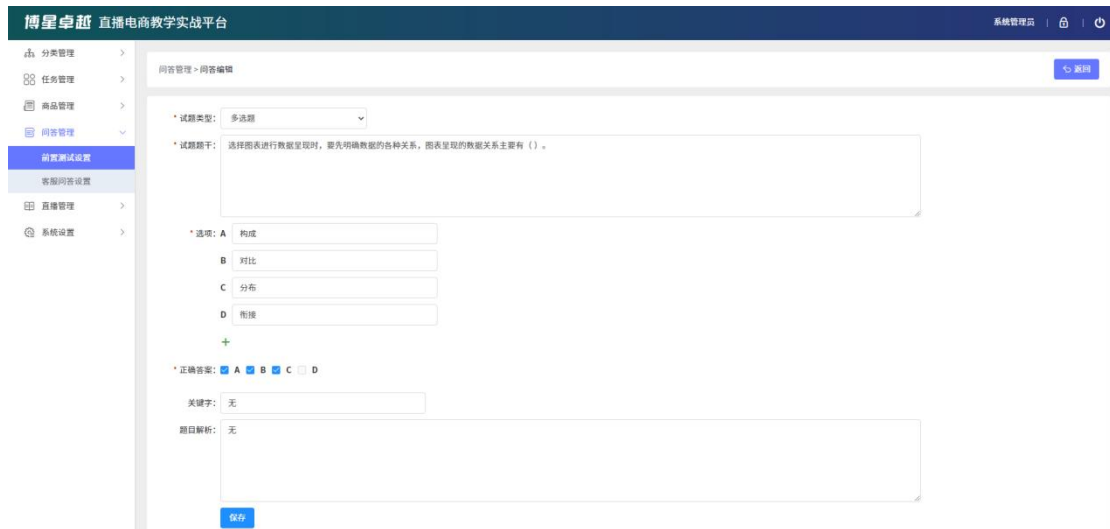 博星卓越 直播电商教学实战平台
系统管理员
分类管理
任务管理
商品管理
问答管理
前置测试设置
客服问答设置
直播管理
系统设置
问答管理>问答编辑
返回
*试题类型: 多选题
*试题题干: 选择图表进行数据呈现时，要先明确数据的各种关系，图表呈现的数据关系主要有（）。
*选项: A 构成
B 对比
C 分布
D 衔接
+
*正确答案: A B C D
关键字: 无
题目解析: 无
保存